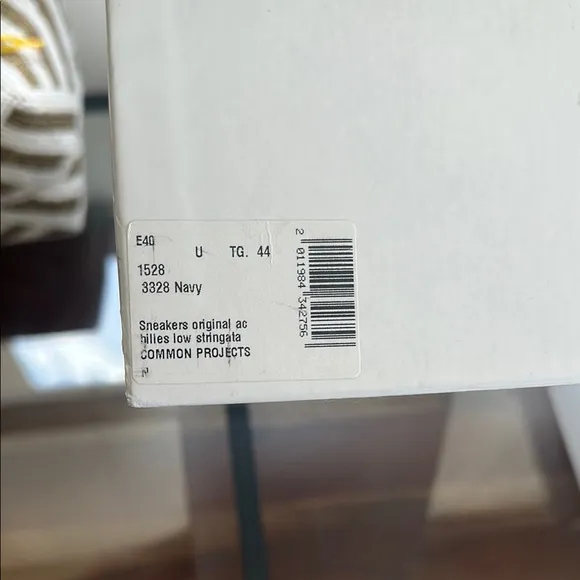 E40
U TG. 44
1528
3328 Navy
Sneakers original ac
hilles low stringata
COMMON PROJECTS
2 011984 342756